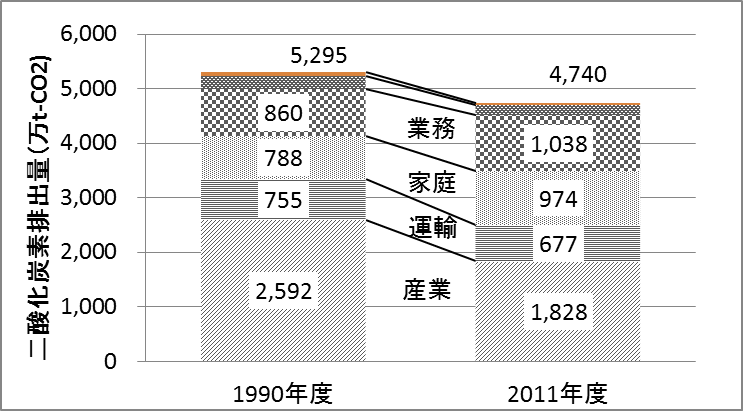 二酸化炭素排出量(万t-CO2)
6,000
5,000
4,000
3,000
2,000
1,000
0
5,295
860
788
755
2,592
業務
家庭
運輸
産業
4,740
1,038
974
677
1,828
1990年度
2011年度